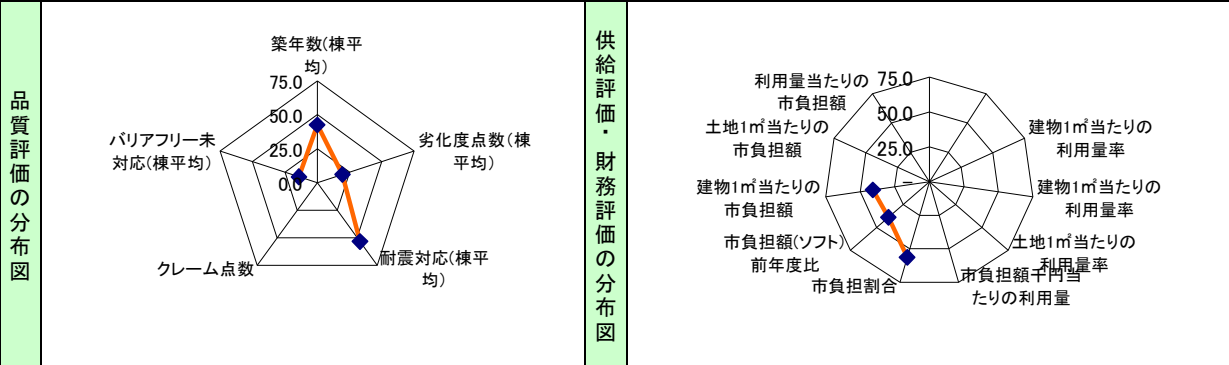 品質評価の分布図
築年数(棟平
均)
75.0
50.0
25.0
0.0
劣化度点数(棟
平均)
耐震対応(棟平
均)
クレーム点数
バリアフリー未
対応(棟平均)
供給評価・財務評価の分布図
75.0
50.0
25.0
–
建物1㎡当たりの
利用量率
建物1㎡当たりの
利用量率
土地1㎡当たりの
利用量率
市負担額千円当
たりの利用量
市負担割合
市負担額(ソフト)
前年度比
建物1㎡当たりの
市負担額
土地1㎡当たりの
市負担額
利用量当たりの
市負担額